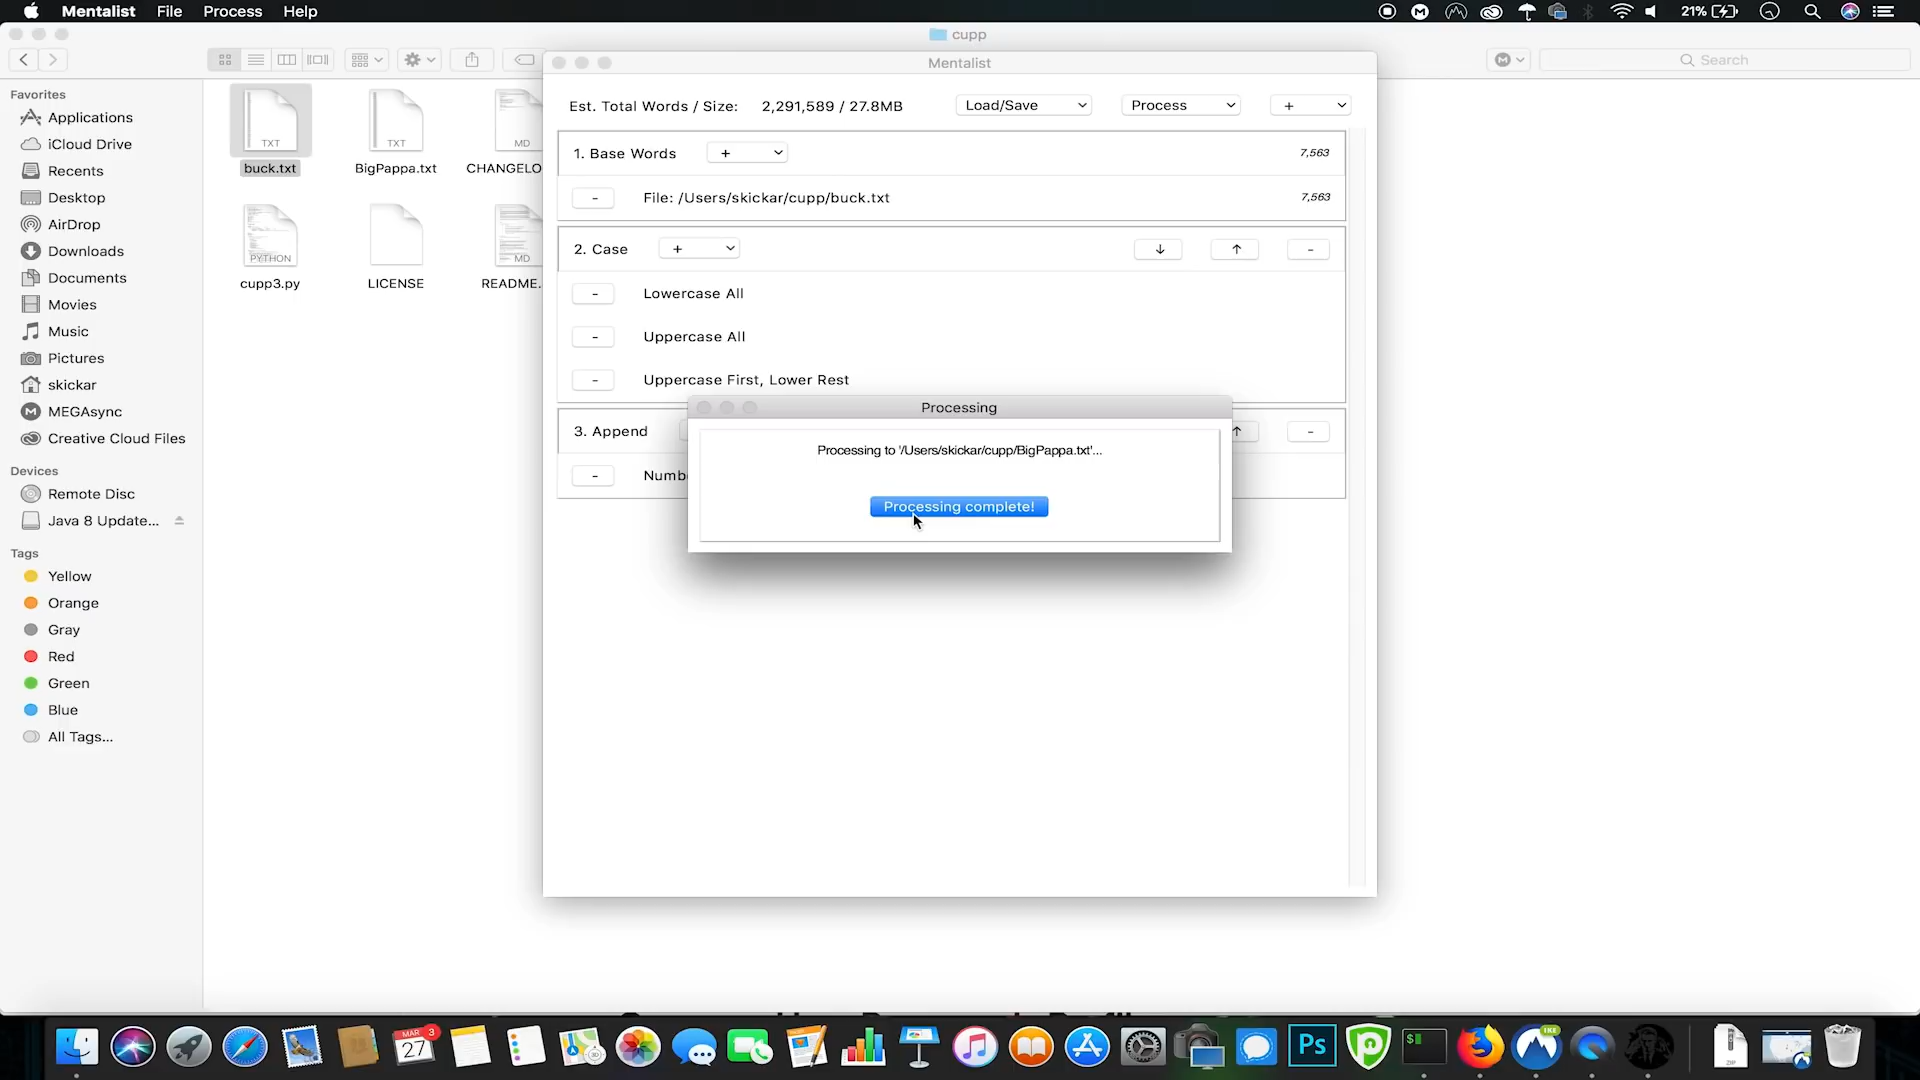 Mentalist File Process Help
21%
cupp
Search
Favorites
Applications
iCloud Drive
Recents
Desktop
AirDrop
Downloads
Documents
Movies
Music
Pictures
skickar
MEGAsync
Creative Cloud Files
Devices
Remote Disc
Java 8 Update...
Tags
Yellow
Orange
Gray
Red
Green
Blue
All Tags...
TXT
buck.txt
TXT
BigPappa.txt
MD
CHANGELO
PYTHON
cupp3.py
LICENSE
MD
README.
Mentalist
Est. Total Words / Size: 2,291,589 / 27.8MB
Load/Save
Process
+
1. Base Words + 7,563
- File: /Users/skickar/cupp/buck.txt 7,563
2. Case + ↓ ↑ -
- Lowercase All
- Uppercase All
- Uppercase First, Lower Rest
3. Append ↑ -
- Numb
Processing
Processing to '/Users/skickar/cupp/BigPappa.txt'...
Processing complete!
MAR 3
27
3D
Ps
$
IKE
ZIP